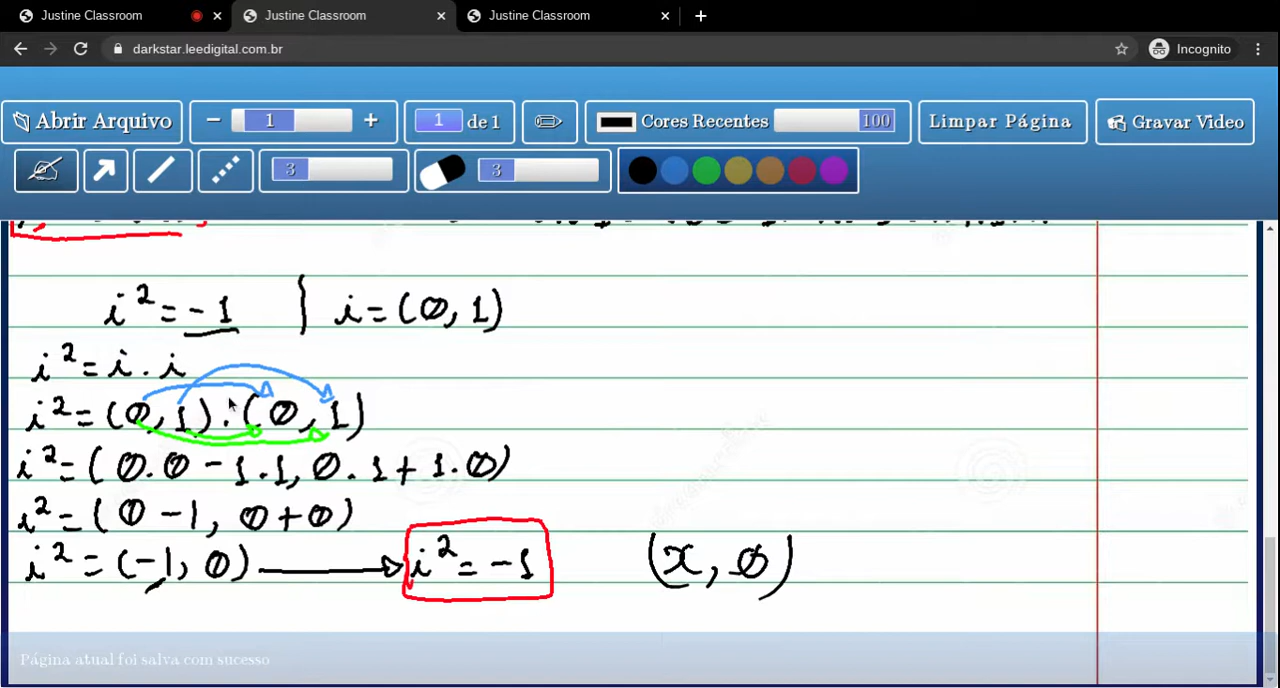 Justine Classroom
Justine Classroom
Justine Classroom
darkstar.leedigital.com.br
Incognito
Abrir Arquivo
− 1 +
1 de 1
Cores Recentes 100
Limpar Página
Gravar Video
3
3
i² = -1 | i = (0, 1)
i² = i . i
i² = (0, 1) . (0, 1)
i² = (0.0 - 1.1, 0.1 + 1.0)
i² = (0 - 1, 0 + 0)
i² = (-1, 0) → i² = -1 (x, 0)
Página atual foi salva com sucesso